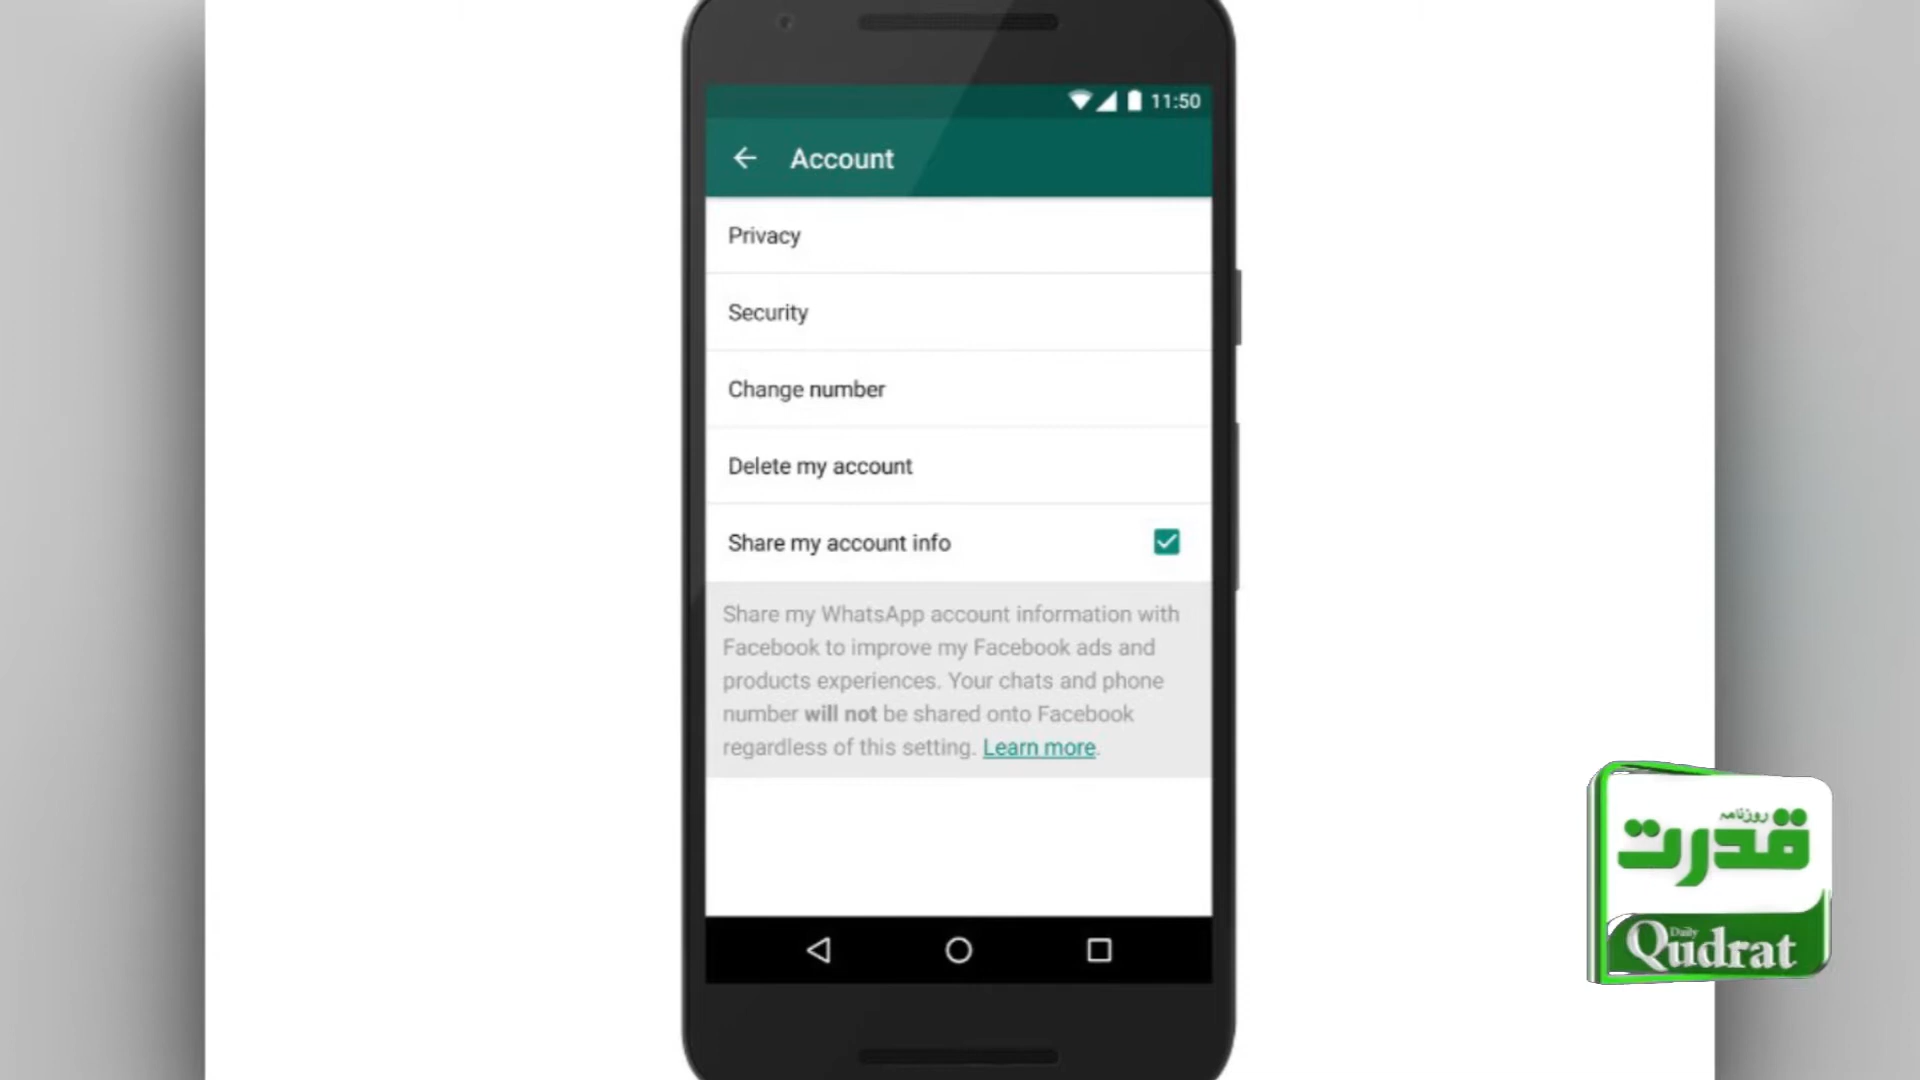 11:50
Account
Privacy
Security
Change number
Delete my account
Share my account info
Share my WhatsApp account information with
Facebook to improve my Facebook ads and
products experiences. Your chats and phone
number will not be shared onto Facebook
regardless of this setting. Learn more.
روزنامہ
قدرت
Daily
Qudrat